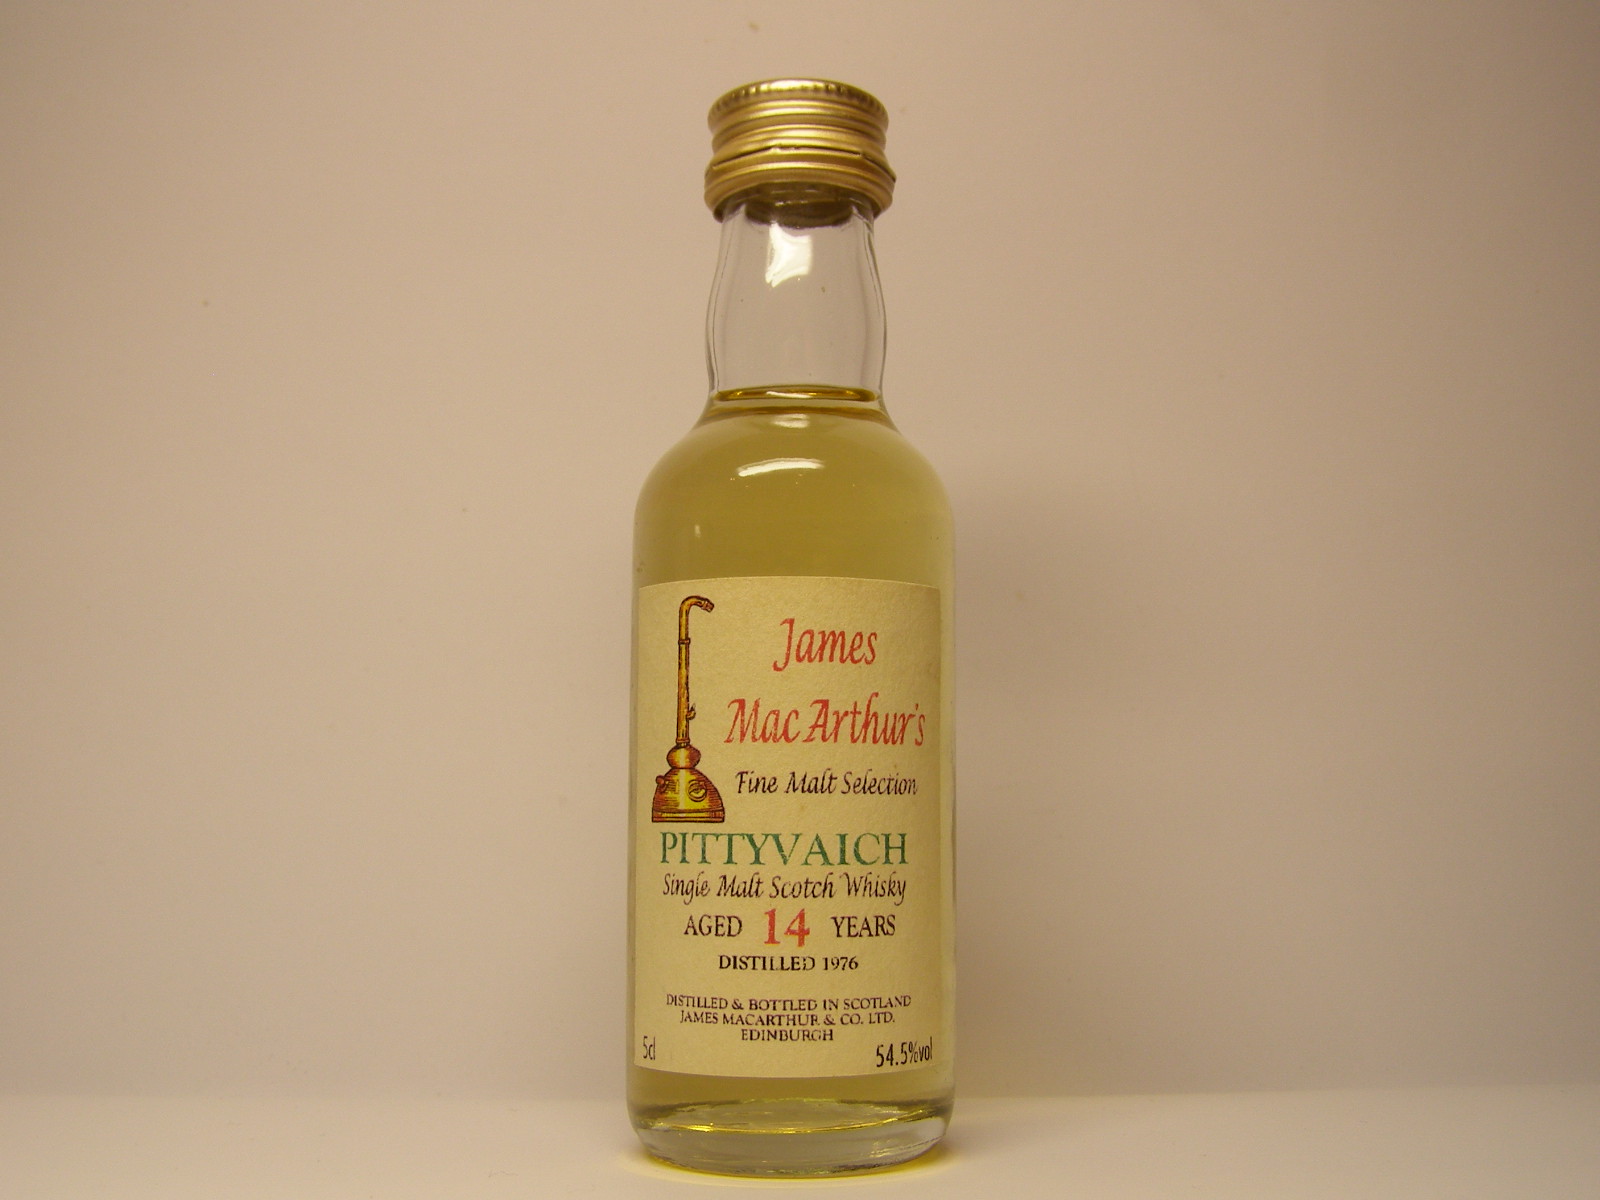 James
MacArthur's
Fine Malt Selection
PITTYVAICH
Single Malt Scotch Whisky
AGED 14 YEARS
DISTILLED 1976
DISTILLED & BOTTLED IN SCOTLAND
JAMES MACARTHUR & CO. LTD.
EDINBURGH
5cl 54.5%vol